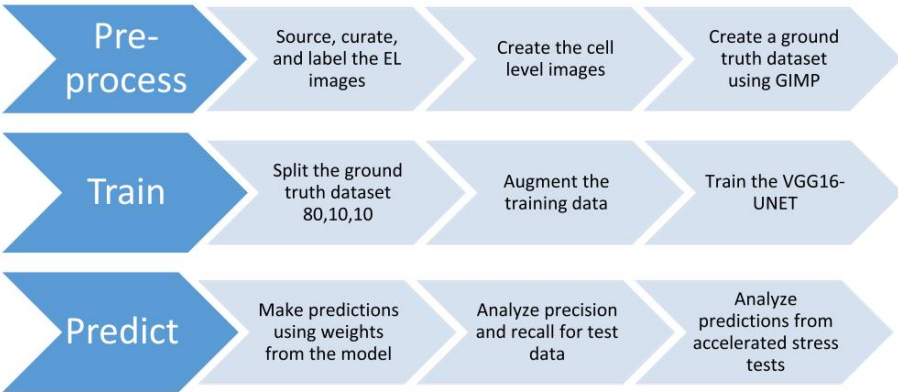 Pre-
process
Source, curate,
and label the EL
images
Create the cell
level images
Create a ground
truth dataset
using GIMP
Train
Split the ground
truth dataset
80,10,10
Augment the
training data
Train the VGG16-
UNET
Predict
Make predictions
using weights
from the model
Analyze precision
and recall for test
data
Analyze
predictions from
accelerated stress
tests